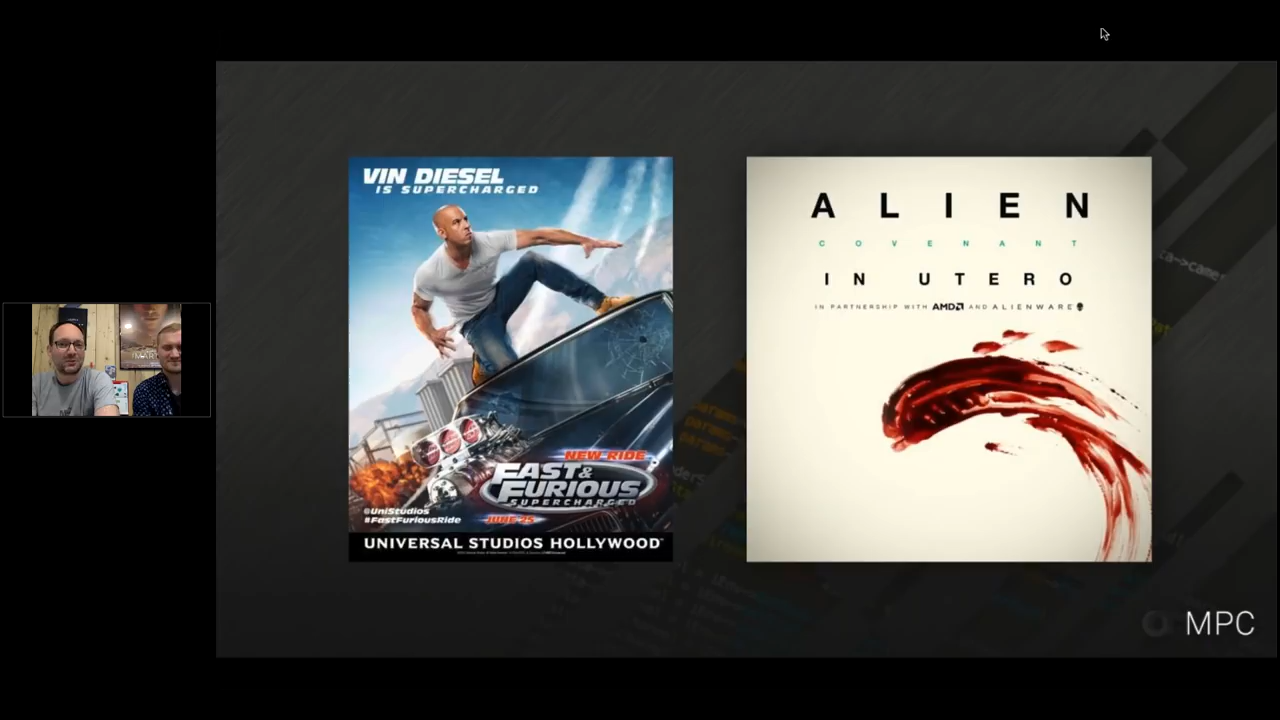 VIN DIESEL
IS SUPERCHARGED
NEW RIDE
FAST &
FURIOUS
SUPERCHARGED
@UniStudios
#FastFuriousRide
JUNE 25
UNIVERSAL STUDIOS HOLLYWOOD
ALIEN
COVENANT
IN UTERO
IN PARTNERSHIP WITH AMD AND ALIENWARE
MPC